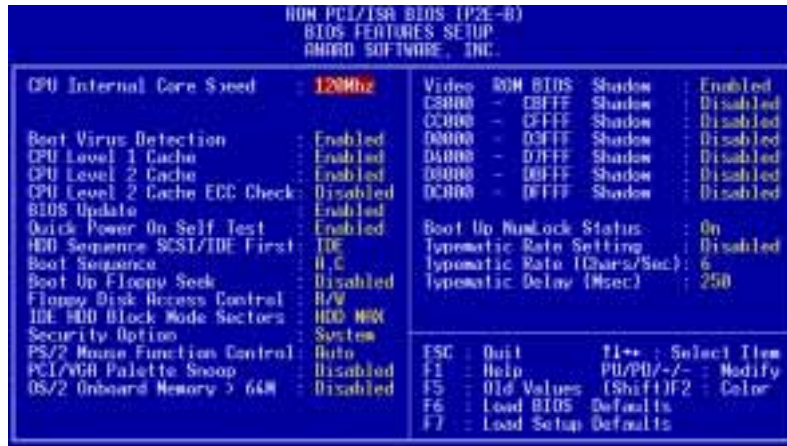 ROM PCI/ISA BIOS (P2E-B)
BIOS FEATURES SETUP
AWARD SOFTWARE, INC.
CPU Internal Core Speed : 120Mhz
Boot Virus Detection : Enabled
CPU Level 1 Cache : Enabled
CPU Level 2 Cache : Enabled
CPU Level 2 Cache ECC Check: Disabled
BIOS Update : Enabled
Quick Power On Self Test : Enabled
HDD Sequence SCSI/IDE First: IDE
Boot Sequence : A,C
Boot Up Floppy Seek : Disabled
Floppy Disk Access Control : R/W
IDE HDD Block Mode Sectors : HDD MAX
Security Option : System
PS/2 Mouse Function Control: Auto
PCI/VGA Palette Snoop : Disabled
OS/2 Onboard Memory > 64M : Disabled
Video ROM BIOS Shadow : Enabled
C8000 - CBFFF Shadow : Disabled
CC000 - CFFFF Shadow : Disabled
D0000 - D3FFF Shadow : Disabled
D4000 - D7FFF Shadow : Disabled
D8000 - DBFFF Shadow : Disabled
DC000 - DFFFF Shadow : Disabled
Boot Up NumLock Status : On
Typematic Rate Setting : Disabled
Typematic Rate (Chars/Sec): 6
Typematic Delay (Msec) : 250
ESC : Quit ↑↓→← : Select Item
F1 : Help PU/PD/+/- : Modify
F5 : Old Values (Shift)F2 : Color
F6 : Load BIOS Defaults
F7 : Load Setup Defaults